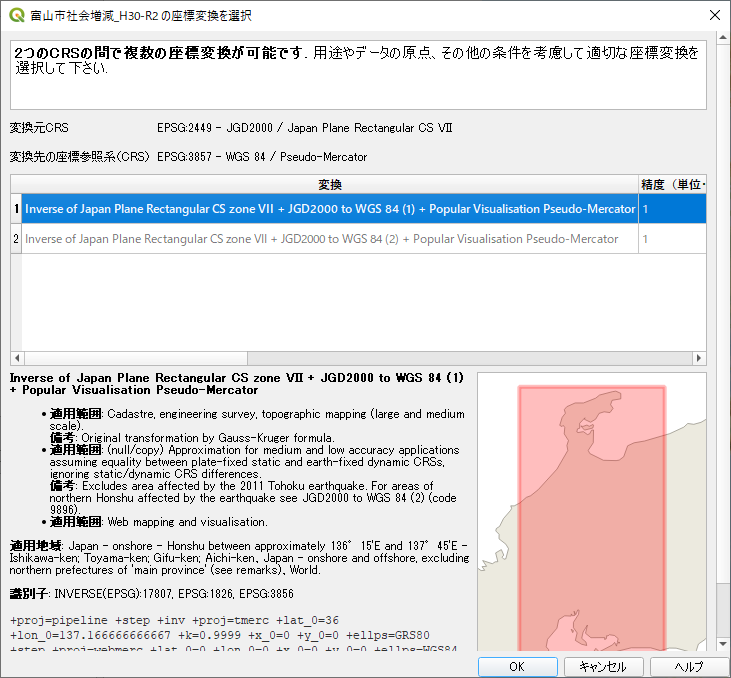 富山市社会増減_H30-R2 の座標変換を選択
2つのCRSの間で複数の座標変換が可能です. 用途やデータの原点、その他の条件を考慮して適切な座標変換を
選択して下さい.
変換元CRS EPSG:2449 - JGD2000 / Japan Plane Rectangular CS VII
変換先の座標参照系(CRS) EPSG:3857 - WGS 84 / Pseudo-Mercator
変換 精度（単位
1 Inverse of Japan Plane Rectangular CS zone VII + JGD2000 to WGS 84 (1) + Popular Visualisation Pseudo-Mercator 1
2 Inverse of Japan Plane Rectangular CS zone VII + JGD2000 to WGS 84 (2) + Popular Visualisation Pseudo-Mercator 1
Inverse of Japan Plane Rectangular CS zone VII + JGD2000 to WGS 84 (1)
+ Popular Visualisation Pseudo-Mercator
• 適用範囲: Cadastre, engineering survey, topographic mapping (large and medium
scale).
備考: Original transformation by Gauss-Kruger formula.
• 適用範囲: (null/copy) Approximation for medium and low accuracy applications
assuming equality between plate-fixed static and earth-fixed dynamic CRSs,
ignoring static/dynamic CRS differences.
備考: Excludes area affected by the 2011 Tohoku earthquake. For areas of
northern Honshu affected by the earthquake see JGD2000 to WGS 84 (2) (code
9896).
• 適用範囲: Web mapping and visualisation.
適用地域: Japan - onshore - Honshu between approximately 136°15'E and 137°45'E -
Ishikawa-ken; Toyama-ken; Gifu-ken; Aichi-ken., Japan - onshore and offshore, excluding
northern prefectures of 'main province' (see remarks)., World.
識別子: INVERSE(EPSG):17807, EPSG:1826, EPSG:3856
+proj=pipeline +step +inv +proj=tmerc +lat_0=36
+lon_0=137.166666666667 +k=0.9999 +x_0=0 +y_0=0 +ellps=GRS80
+step +proj=webmerc +lat_0=0 +lon_0=0 +x_0=0 +y_0=0 +ellps=WGS84
OK キャンセル ヘルプ